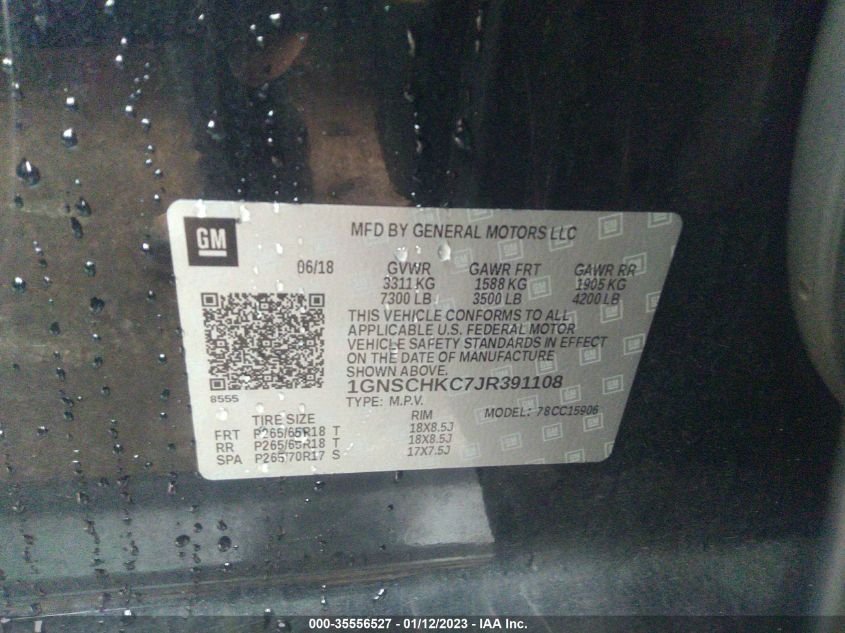 GM
MFD BY GENERAL MOTORS LLC
06/18 GVWR GAWR FRT GAWR RR
3311 KG 1588 KG 1905 KG
7300 LB 3500 LB 4200 LB
THIS VEHICLE CONFORMS TO ALL
APPLICABLE U.S. FEDERAL MOTOR
VEHICLE SAFETY STANDARDS IN EFFECT
ON THE DATE OF MANUFACTURE
SHOWN ABOVE.
1GNSCHKC7JR391108
8555
TYPE: M.P.V. MODEL: 78CC15906
TIRE SIZE RIM
FRT P265/65R18 T 18X8.5J
RR P265/65R18 T 18X8.5J
SPA P265/70R17 S 17X7.5J
000-35556527 - 01/12/2023 - IAA Inc.